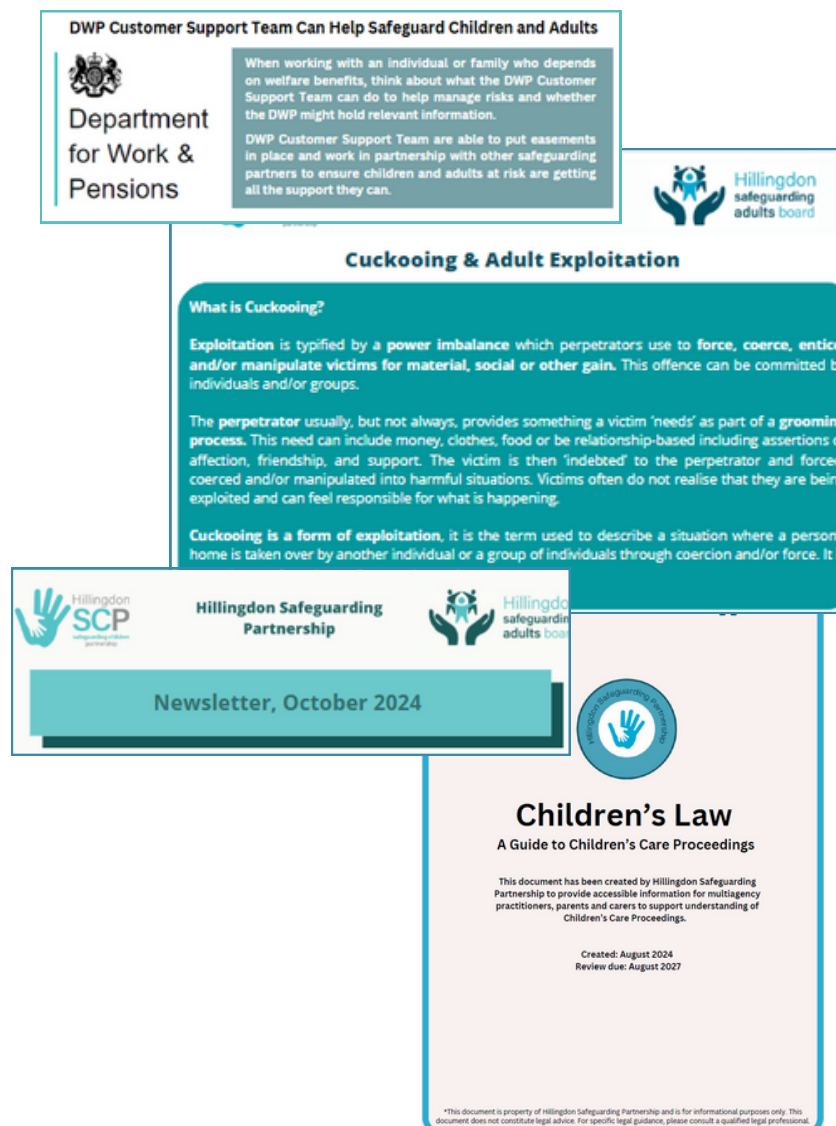 DWP Customer Support Team Can Help Safeguard Children and Adults
Department
for Work &
Pensions
When working with an individual or family who depends
on welfare benefits, think about what the DWP Customer
Support Team can do to help manage risks and whether
the DWP might hold relevant information.
DWP Customer Support Team are able to put easements
in place and work in partnership with other safeguarding
partners to ensure children and adults at risk are getting
all the support they can.
Hillingdon
safeguarding
adults board
Cuckooing & Adult Exploitation
What is Cuckooing?
Exploitation is typified by a power imbalance which perpetrators use to force, coerce, entice
and/or manipulate victims for material, social or other gain. This offence can be committed b
individuals and/or groups.
The perpetrator usually, but not always, provides something a victim 'needs' as part of a groomin
process. This need can include money, clothes, food or be relationship-based including assertions o
affection, friendship, and support. The victim is then 'indebted' to the perpetrator and forced
coerced and/or manipulated into harmful situations. Victims often do not realise that they are bein
exploited and can feel responsible for what is happening.
Cuckooing is a form of exploitation, it is the term used to describe a situation where a person
home is taken over by another individual or a group of individuals through coercion and/or force. It
Hillingdon
SCP
safeguarding children
partnership
Hillingdon Safeguarding
Partnership
Hillingdo
safeguardin
adults boar
Newsletter, October 2024
Hillingdon Safeguarding Partnership
Children's Law
A Guide to Children's Care Proceedings
This document has been created by Hillingdon Safeguarding
Partnership to provide accessible information for multiagency
practitioners, parents and carers to support understanding of
Children's Care Proceedings.
Created: August 2024
Review due: August 2027
*This document is property of Hillingdon Safeguarding Partnership and is for informational purposes only. This
document does not constitute legal advice. For specific legal guidance, please consult a qualified legal professional.